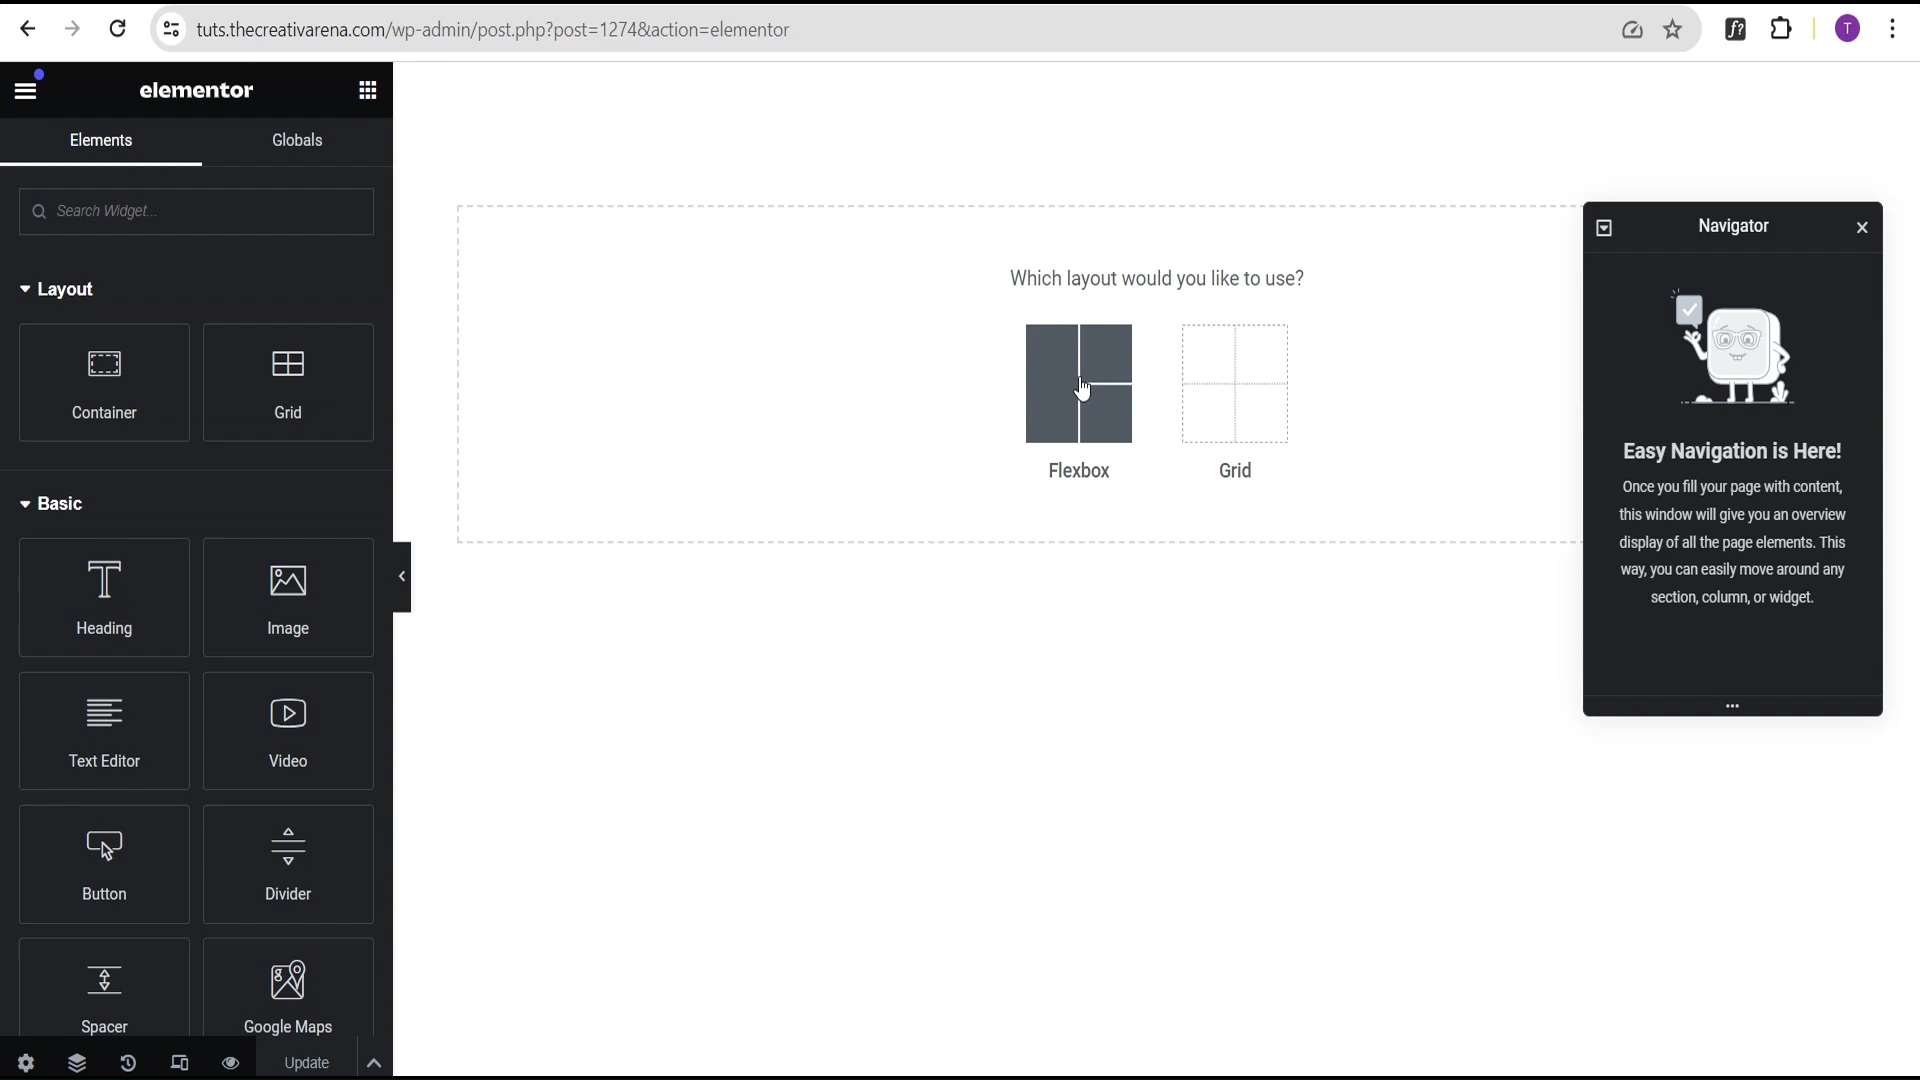 tuts.thecreativarena.com/wp-admin/post.php?post=1274&action=elementor
f?
T
elementor
Elements
Globals
Search Widget...
Layout
Container
Grid
Basic
Heading
Image
Text Editor
Video
Button
Divider
Spacer
Google Maps
Update
Which layout would you like to use?
Flexbox
Grid
Navigator
Easy Navigation is Here!
Once you fill your page with content,
this window will give you an overview
display of all the page elements. This
way, you can easily move around any
section, column, or widget.